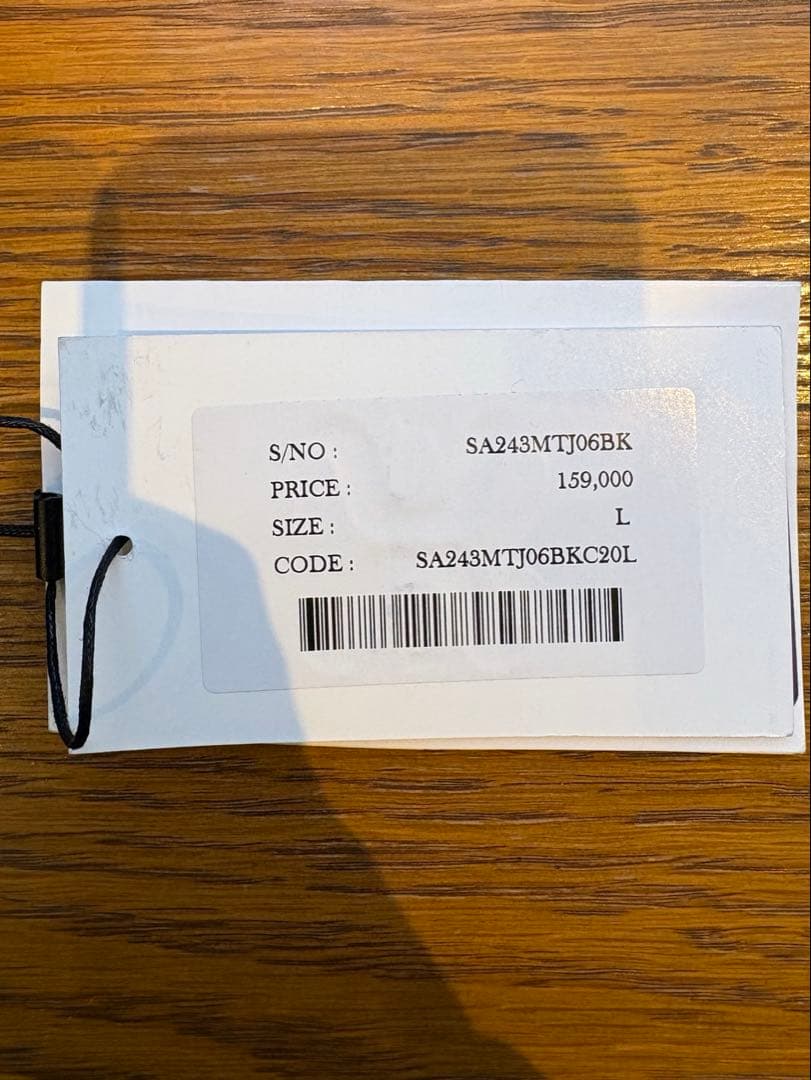 S/NO : SA243MTJ06BK
PRICE : 159,000
SIZE : L
CODE : SA243MTJ06BKC20L